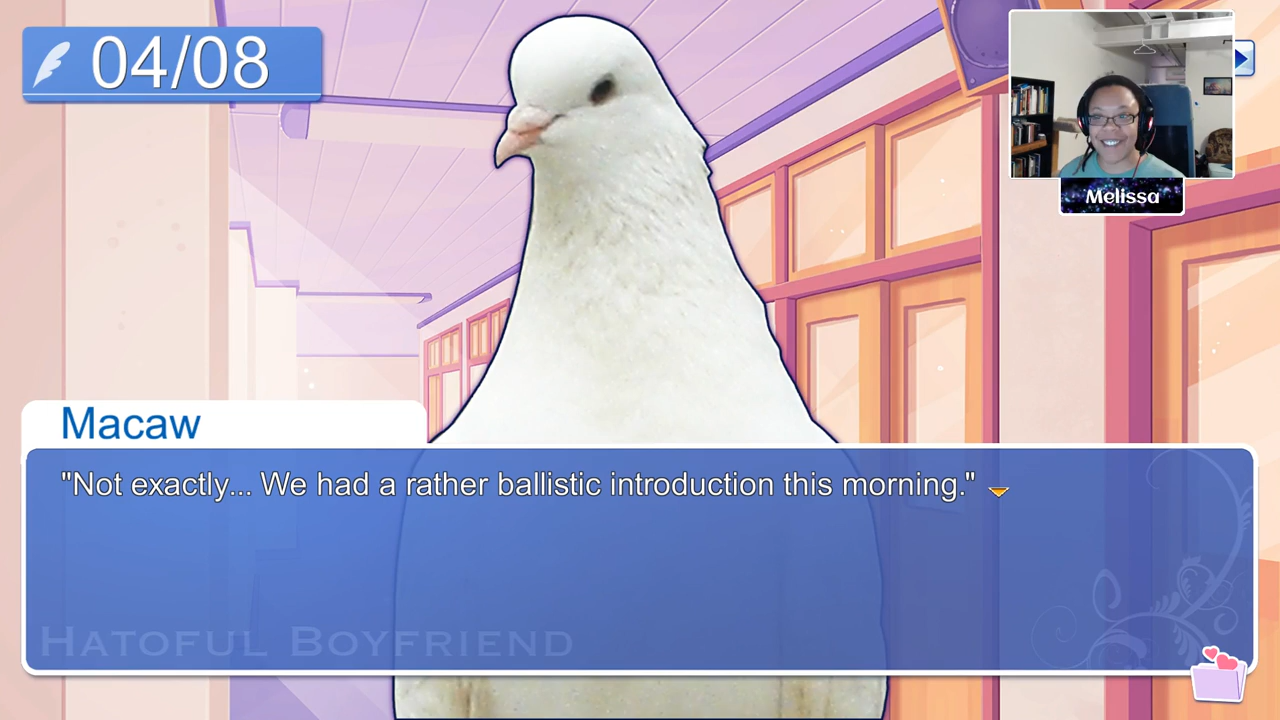 04/08
Melissa
Macaw
"Not exactly... We had a rather ballistic introduction this morning."
HATOFUL BOYFRIEND